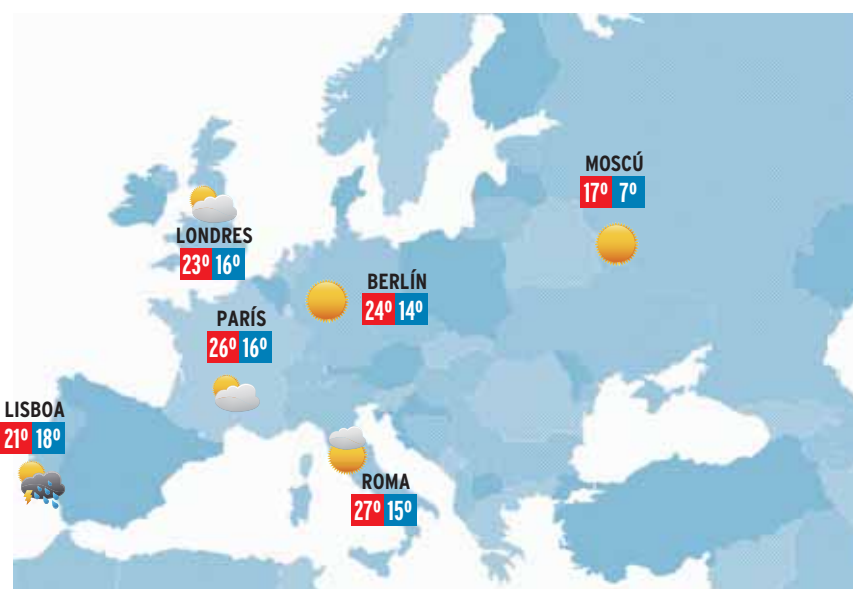 MOSCÚ
17º 7º
LONDRES
23º 16º
BERLÍN
24º 14º
PARÍS
26º 16º
LISBOA
21º 18º
ROMA
27º 15º